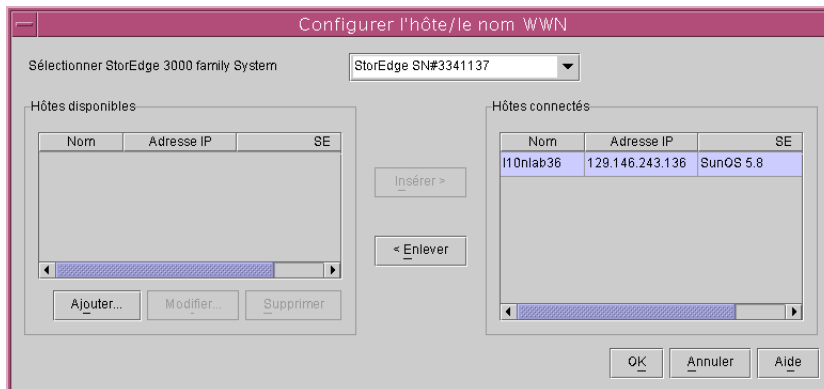 Configurer l'hôte/le nom WWN
Sélectionner StorEdge 3000 family System StorEdge SN#3341137
Hôtes disponibles
Nom Adresse IP SE
Insérer >
< Enlever
Ajouter... Modifier... Supprimer
Hôtes connectés
Nom Adresse IP SE
l10nlab36 129.146.243.136 SunOS 5.8
OK Annuler Aide